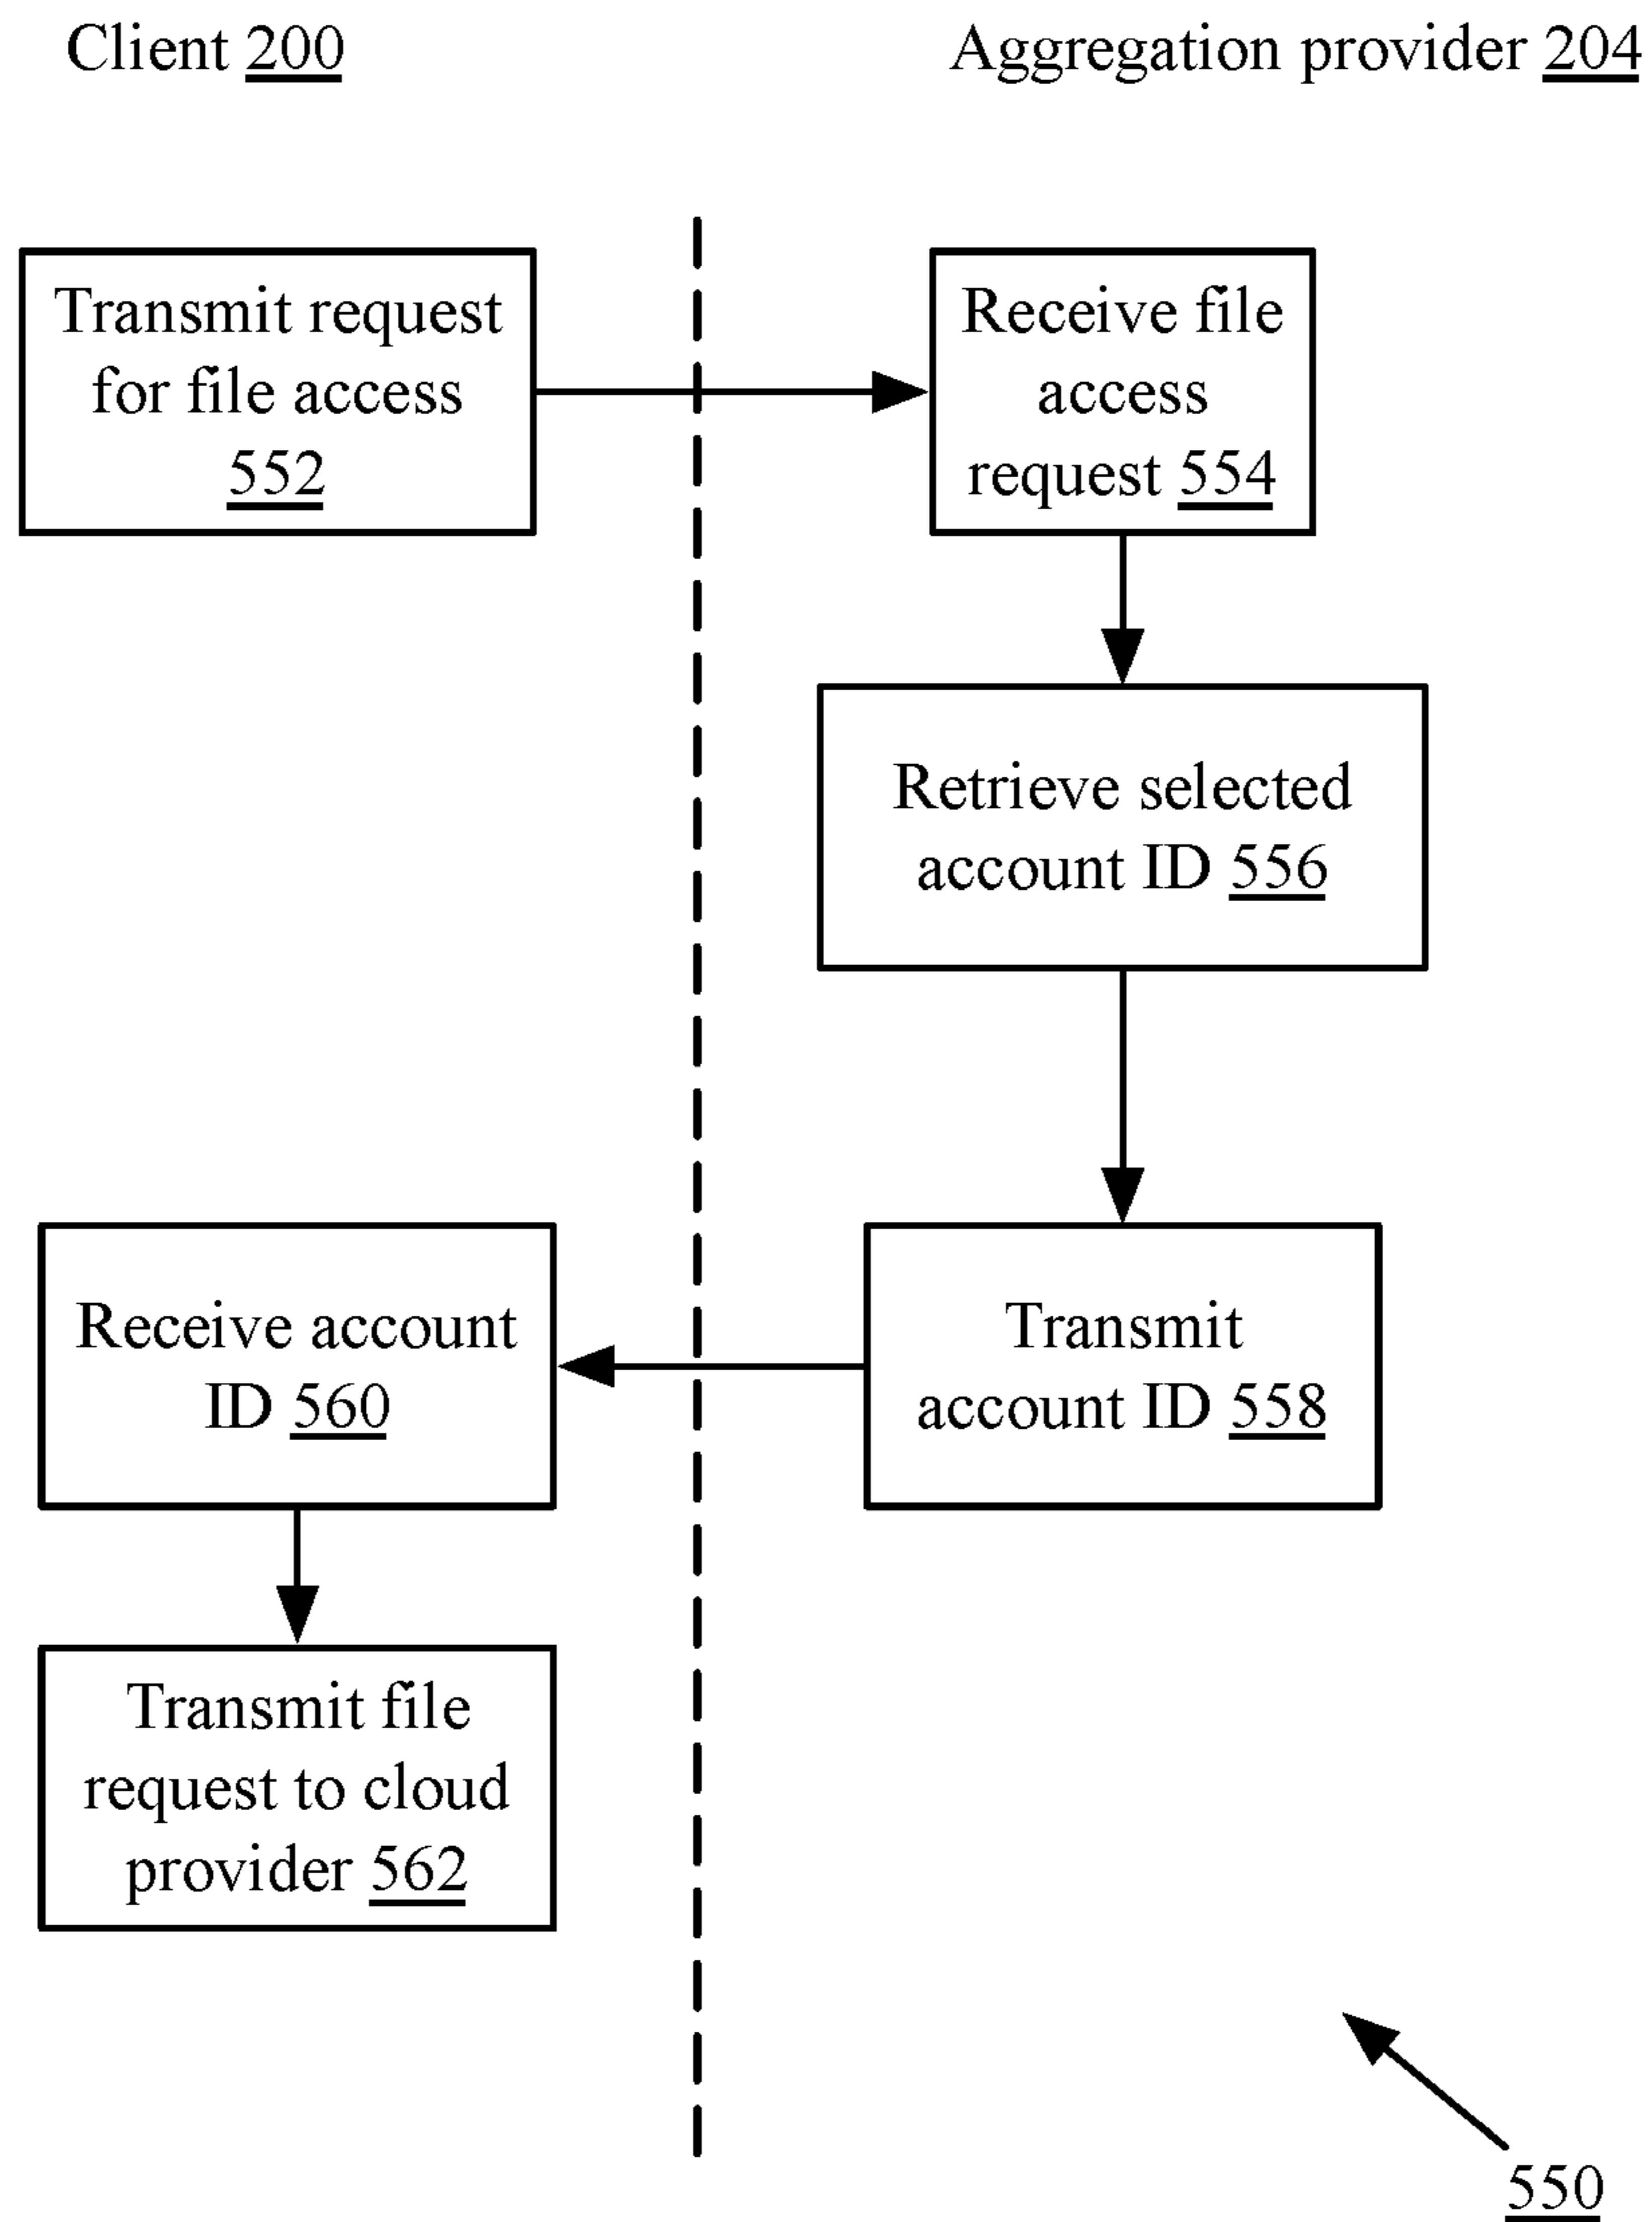 Client 200
Aggregation provider 204
Transmit request
for file access
552
Receive file
access
request 554
Retrieve selected
account ID 556
Transmit
account ID 558
Receive account
ID 560
Transmit file
request to cloud
provider 562
550